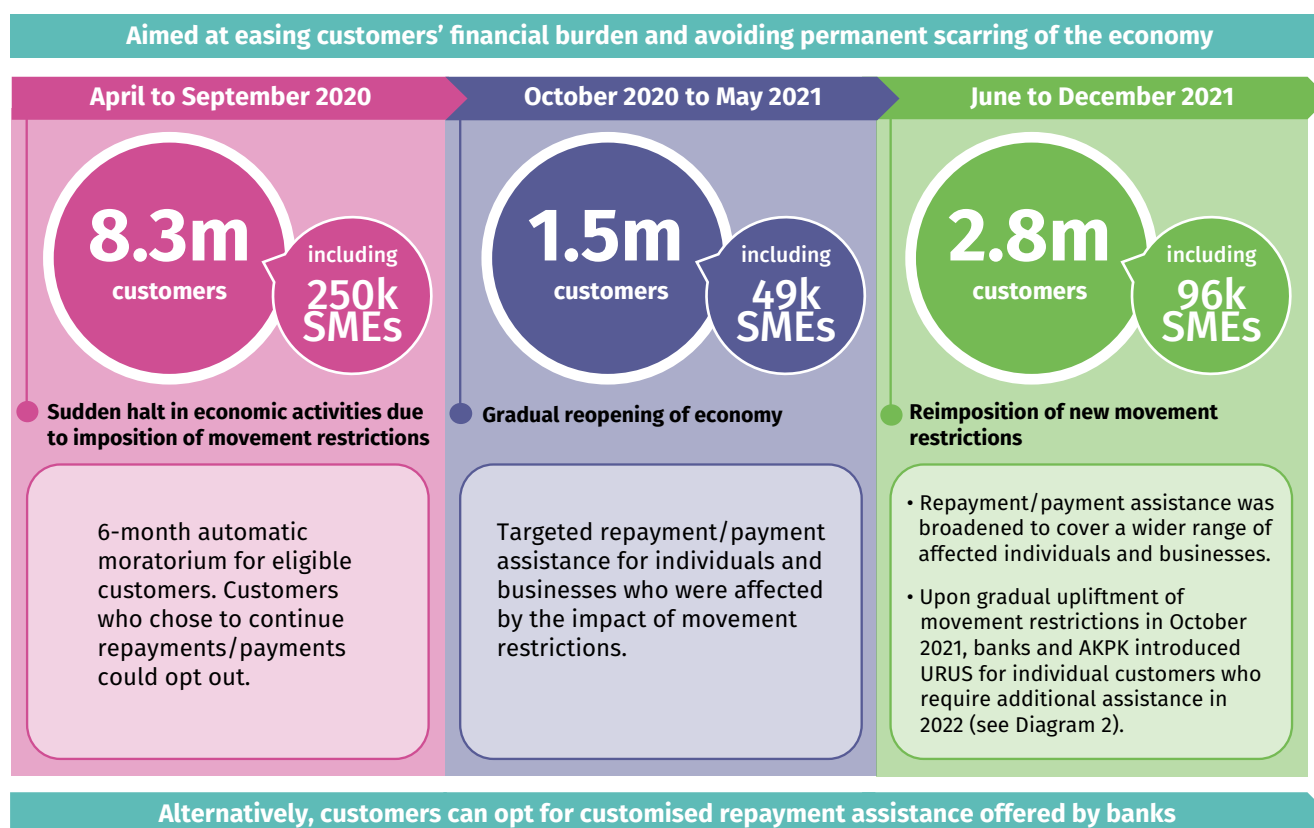 Aimed at easing customers’ financial burden and avoiding permanent scarring of the economy
April to September 2020
8.3m
customers
including
250k
SMEs
Sudden halt in economic activities due
to imposition of movement restrictions
6-month automatic
moratorium for eligible
customers. Customers
who chose to continue
repayments/payments
could opt out.
October 2020 to May 2021
1.5m
customers
including
49k
SMEs
Gradual reopening of economy
Targeted repayment/payment
assistance for individuals and
businesses who were affected
by the impact of movement
restrictions.
June to December 2021
2.8m
customers
including
96k
SMEs
Reimposition of new movement
restrictions
• Repayment/payment assistance was
broadened to cover a wider range of
affected individuals and businesses.
• Upon gradual upliftment of
movement restrictions in October
2021, banks and AKPK introduced
URUS for individual customers who
require additional assistance in
2022 (see Diagram 2).
Alternatively, customers can opt for customised repayment assistance offered by banks